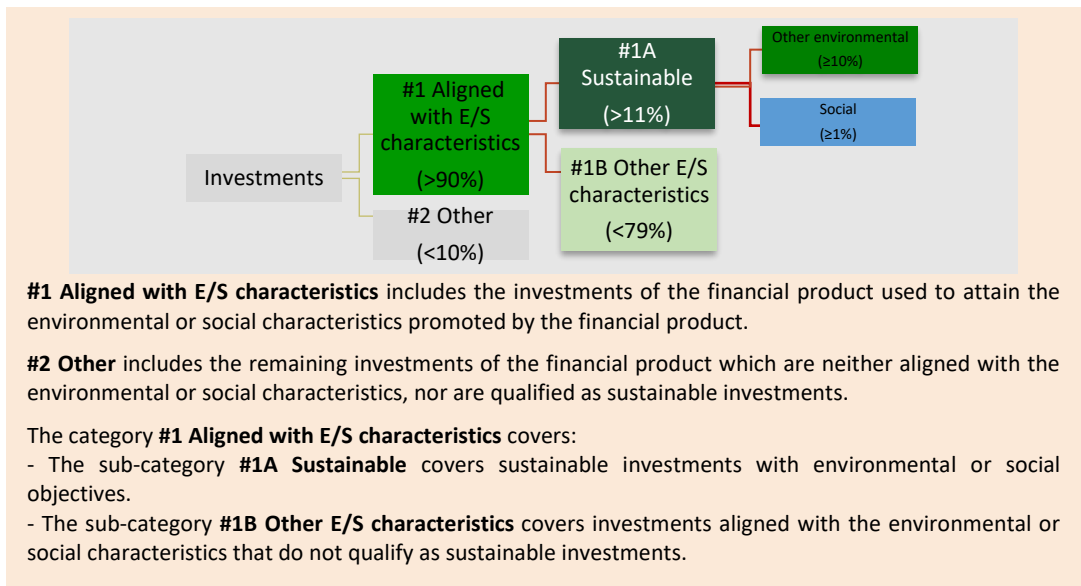 Investments
#1 Aligned
with E/S
characteristics
(>90%)
#2 Other
(<10%)
#1A
Sustainable
(>11%)
#1B Other E/S
characteristics
(<79%)
Other environmental
(≥10%)
Social
(≥1%)
#1 Aligned with E/S characteristics includes the investments of the financial product used to attain the
environmental or social characteristics promoted by the financial product.
#2 Other includes the remaining investments of the financial product which are neither aligned with the
environmental or social characteristics, nor are qualified as sustainable investments.
The category #1 Aligned with E/S characteristics covers:
- The sub-category #1A Sustainable covers sustainable investments with environmental or social
objectives.
- The sub-category #1B Other E/S characteristics covers investments aligned with the environmental or
social characteristics that do not qualify as sustainable investments.